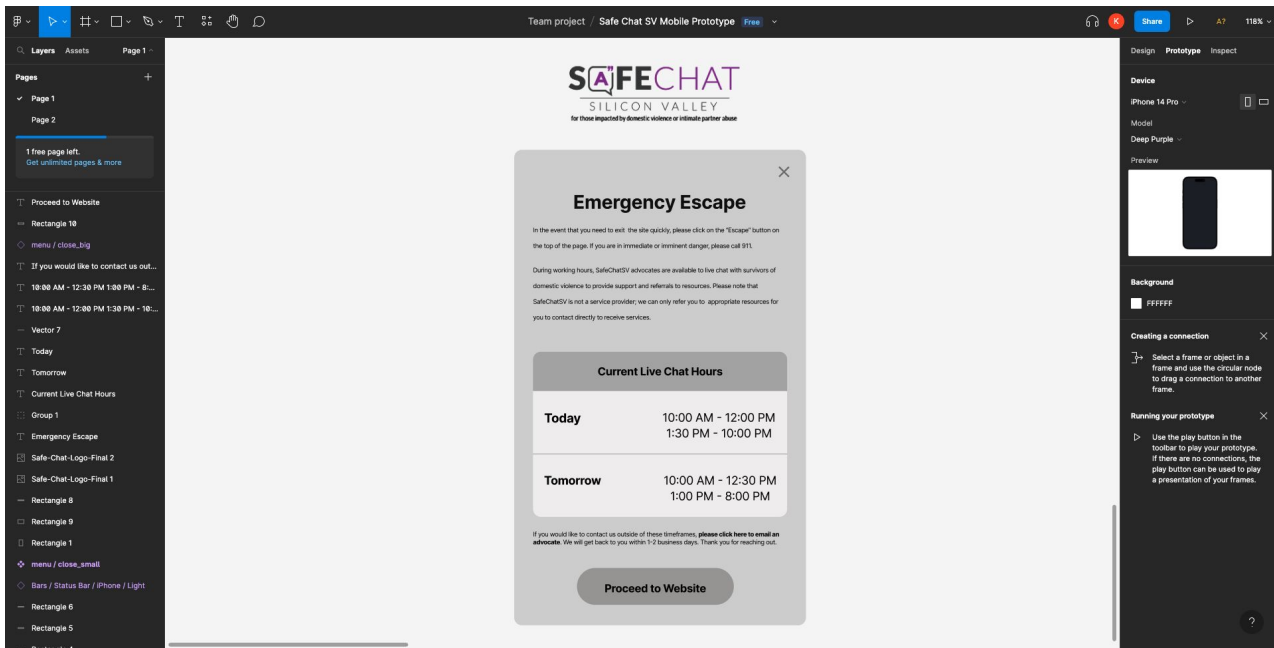 Team project / Safe Chat SV Mobile Prototype Free
K
Share
A?
118%
Layers Assets Page 1
Pages
Page 1
Page 2
1 free page left.
Get unlimited pages & more
Proceed to Website
Rectangle 10
menu / close_big
If you would like to contact us out...
10:00 AM - 12:30 PM 1:00 PM - 8:...
10:00 AM - 12:00 PM 1:30 PM - 10:...
Vector 7
Today
Tomorrow
Current Live Chat Hours
Group 1
Emergency Escape
Safe-Chat-Logo-Final 2
Safe-Chat-Logo-Final 1
Rectangle 8
Rectangle 9
Rectangle 1
menu / close_small
Bars / Status Bar / iPhone / Light
Rectangle 6
Rectangle 5
SAFECHAT
SILICON VALLEY
for those impacted by domestic violence or intimate partner abuse
Emergency Escape
In the event that you need to exit the site quickly, please click on the "Escape" button on
the top of the page. If you are in immediate or imminent danger, please call 911.
During working hours, SafeChatSV advocates are available to live chat with survivors of
domestic violence to provide support and referrals to resources. Please note that
SafeChatSV is not a service provider; we can only refer you to appropriate resources for
you to contact directly to receive services.
Current Live Chat Hours
Today 10:00 AM - 12:00 PM
1:30 PM - 10:00 PM
Tomorrow 10:00 AM - 12:30 PM
1:00 PM - 8:00 PM
If you would like to contact us outside of these timeframes, please click here to email an
advocate. We will get back to you within 1-2 business days. Thank you for reaching out.
Proceed to Website
Design Prototype Inspect
Device
iPhone 14 Pro
Model
Deep Purple
Preview
Background
FFFFFF
Creating a connection
Select a frame or object in a
frame and use the circular node
to drag a connection to another
frame.
Running your prototype
Use the play button in the
toolbar to play your prototype.
If there are no connections, the
play button can be used to play
a presentation of your frames.
?